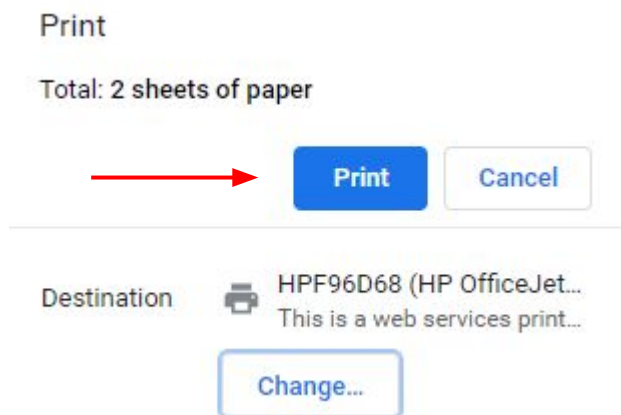 Print
Total: 2 sheets of paper
Print Cancel
Destination HPF96D68 (HP OfficeJet...
This is a web services print...
Change...